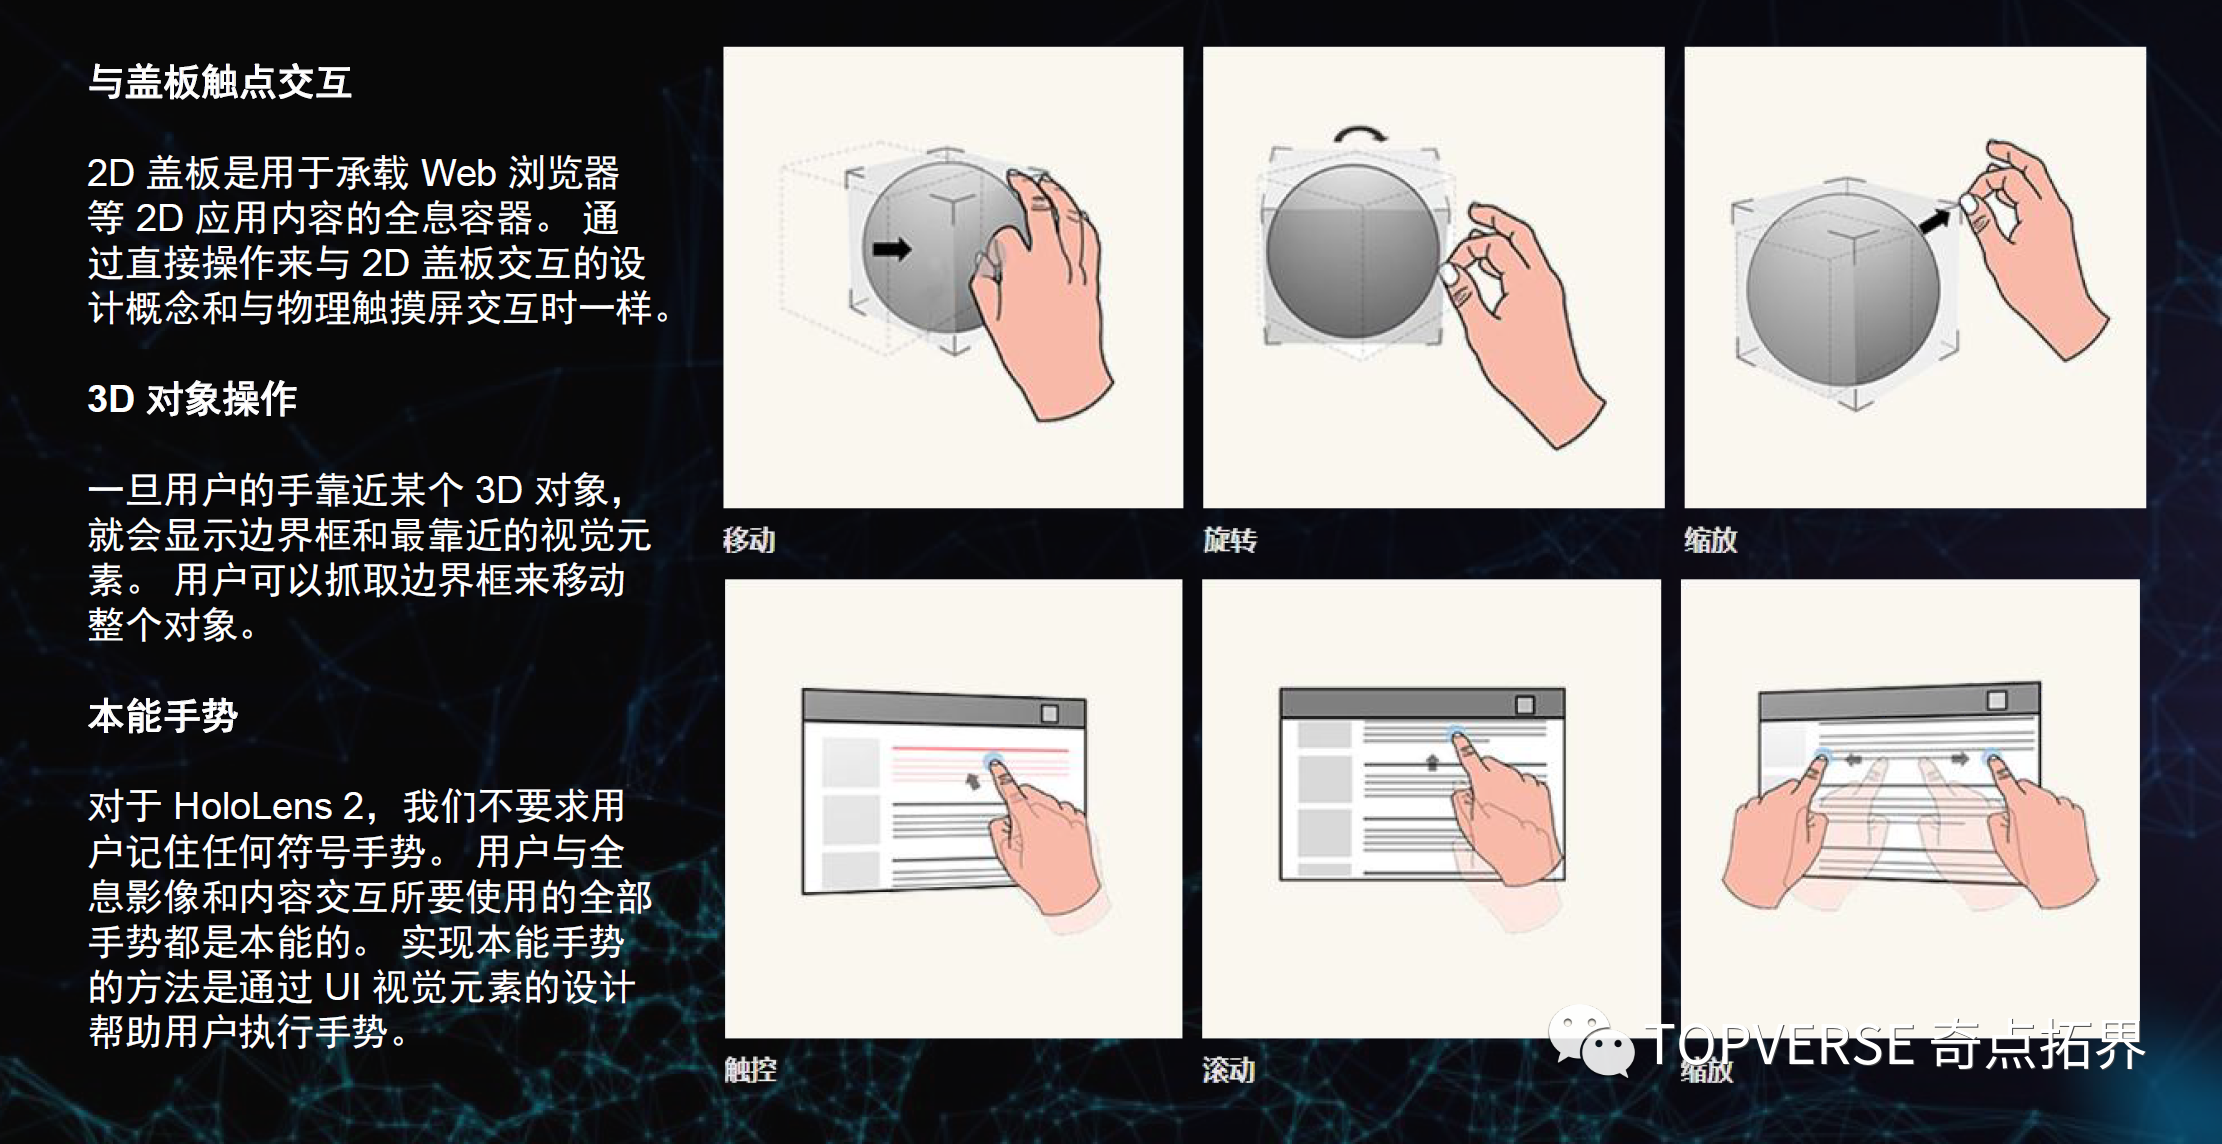 与盖板触点交互
2D 盖板是用于承载 Web 浏览器
等 2D 应用内容的全息容器。 通
过直接操作来与 2D 盖板交互的设
计概念和与物理触摸屏交互时一样。
3D 对象操作
一旦用户的手靠近某个 3D 对象，
就会显示边界框和最靠近的视觉元
素。 用户可以抓取边界框来移动
整个对象。
本能手势
对于 HoloLens 2，我们不要求用
户记住任何符号手势。 用户与全
息影像和内容交互所要使用的全部
手势都是本能的。 实现本能手势
的方法是通过 UI 视觉元素的设计
帮助用户执行手势。
移动
旋转
缩放
触控
滚动
缩放
TOPVERSE 奇点拓界